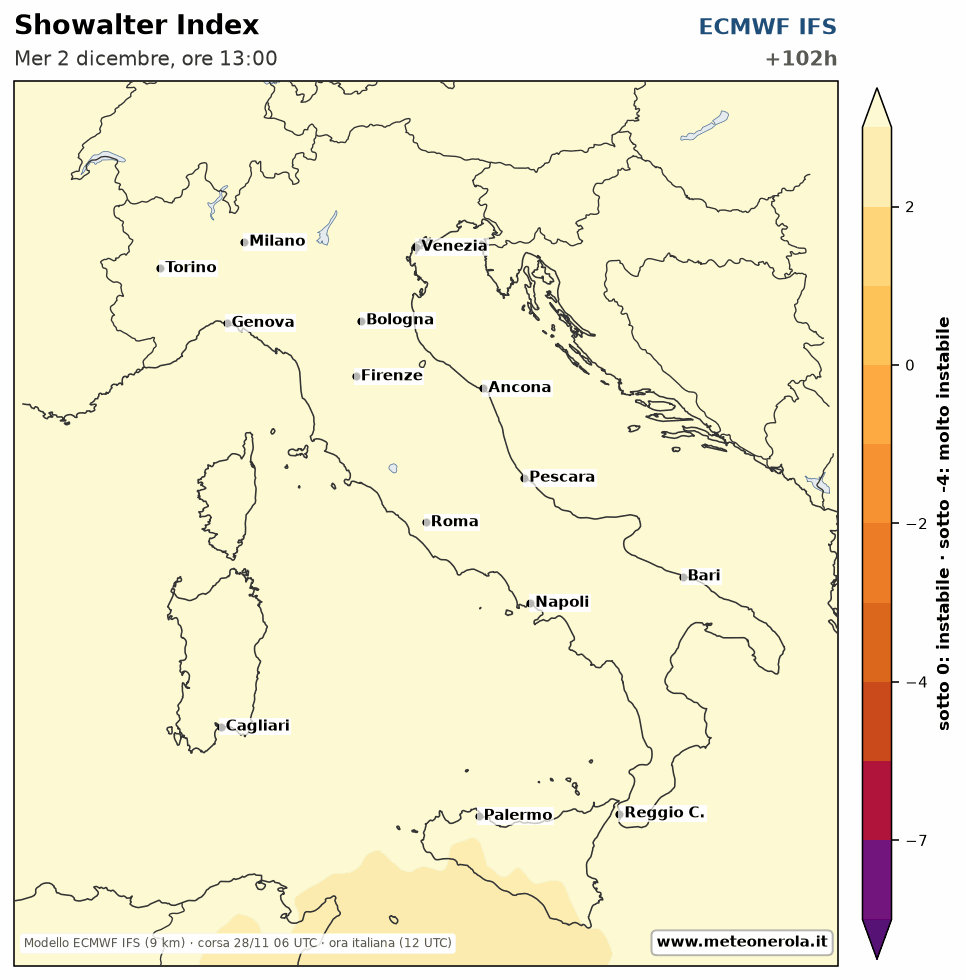 Showalter Index
ECMWF IFS
Mer 2 dicembre, ore 13:00
+102h
Milano
Venezia
Torino
Genova
Bologna
Firenze
Ancona
Pescara
Roma
Bari
Napoli
Cagliari
Palermo
Reggio C.
2
0
−2
−4
−7
sotto 0: instabile · sotto -4: molto instabile
Modello ECMWF IFS (9 km) · corsa 28/11 06 UTC · ora italiana (12 UTC)
www.meteonerola.it